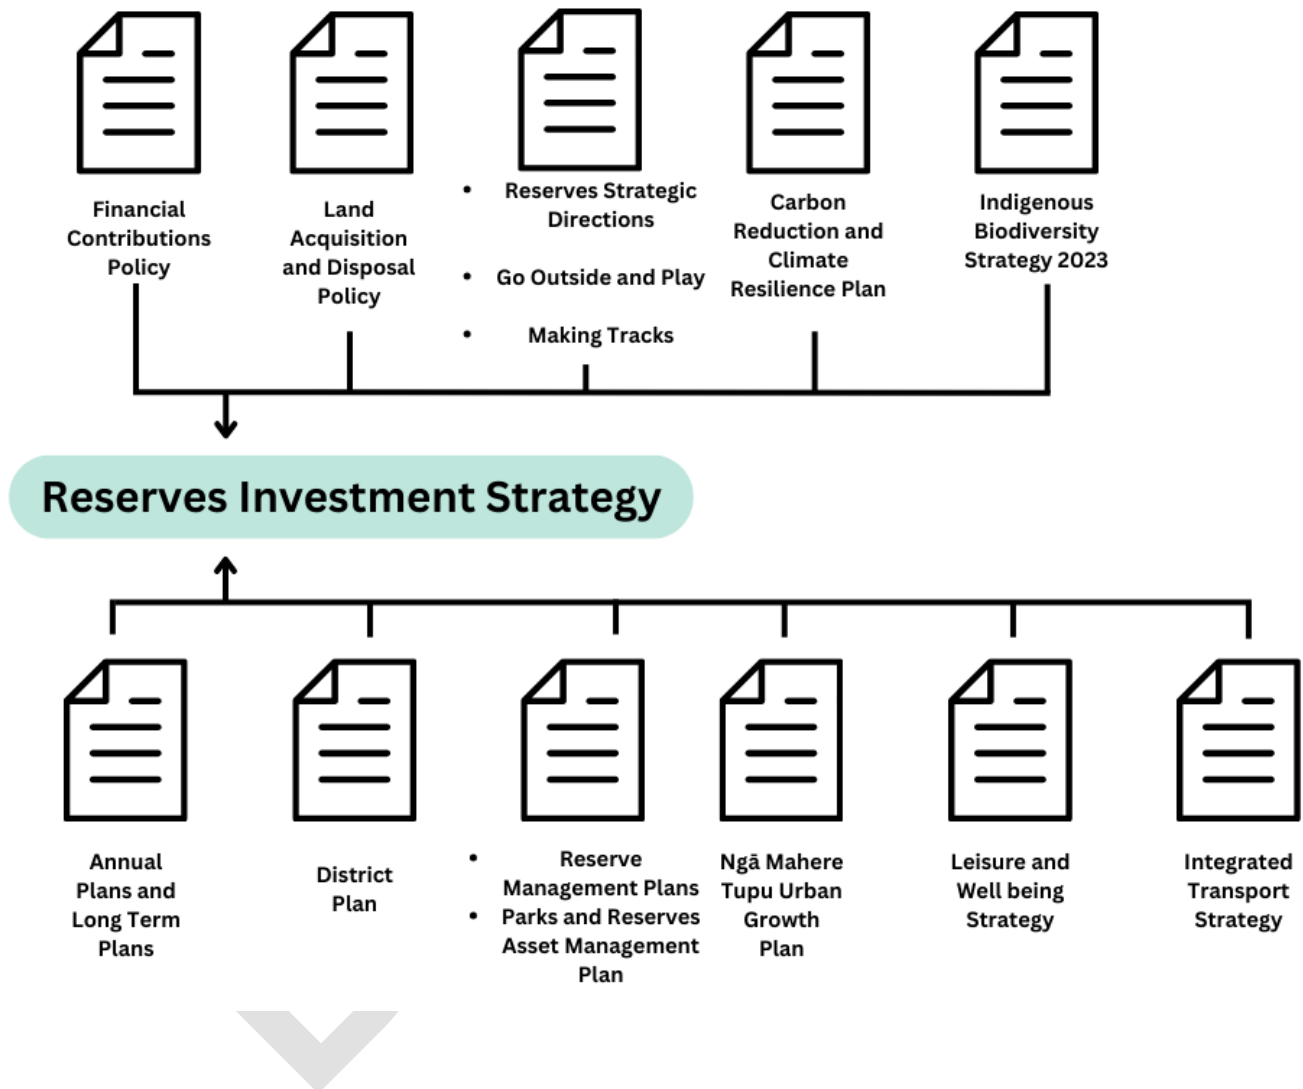 Financial
Contributions
Policy
Land
Acquisition
and Disposal
Policy
• Reserves Strategic
Directions
• Go Outside and Play
• Making Tracks
Carbon
Reduction and
Climate
Resilience Plan
Indigenous
Biodiversity
Strategy 2023
Reserves Investment Strategy
Annual
Plans and
Long Term
Plans
District
Plan
• Reserve
Management Plans
• Parks and Reserves
Asset Management
Plan
Ngā Mahere
Tupu Urban
Growth
Plan
Leisure and
Well being
Strategy
Integrated
Transport
Strategy